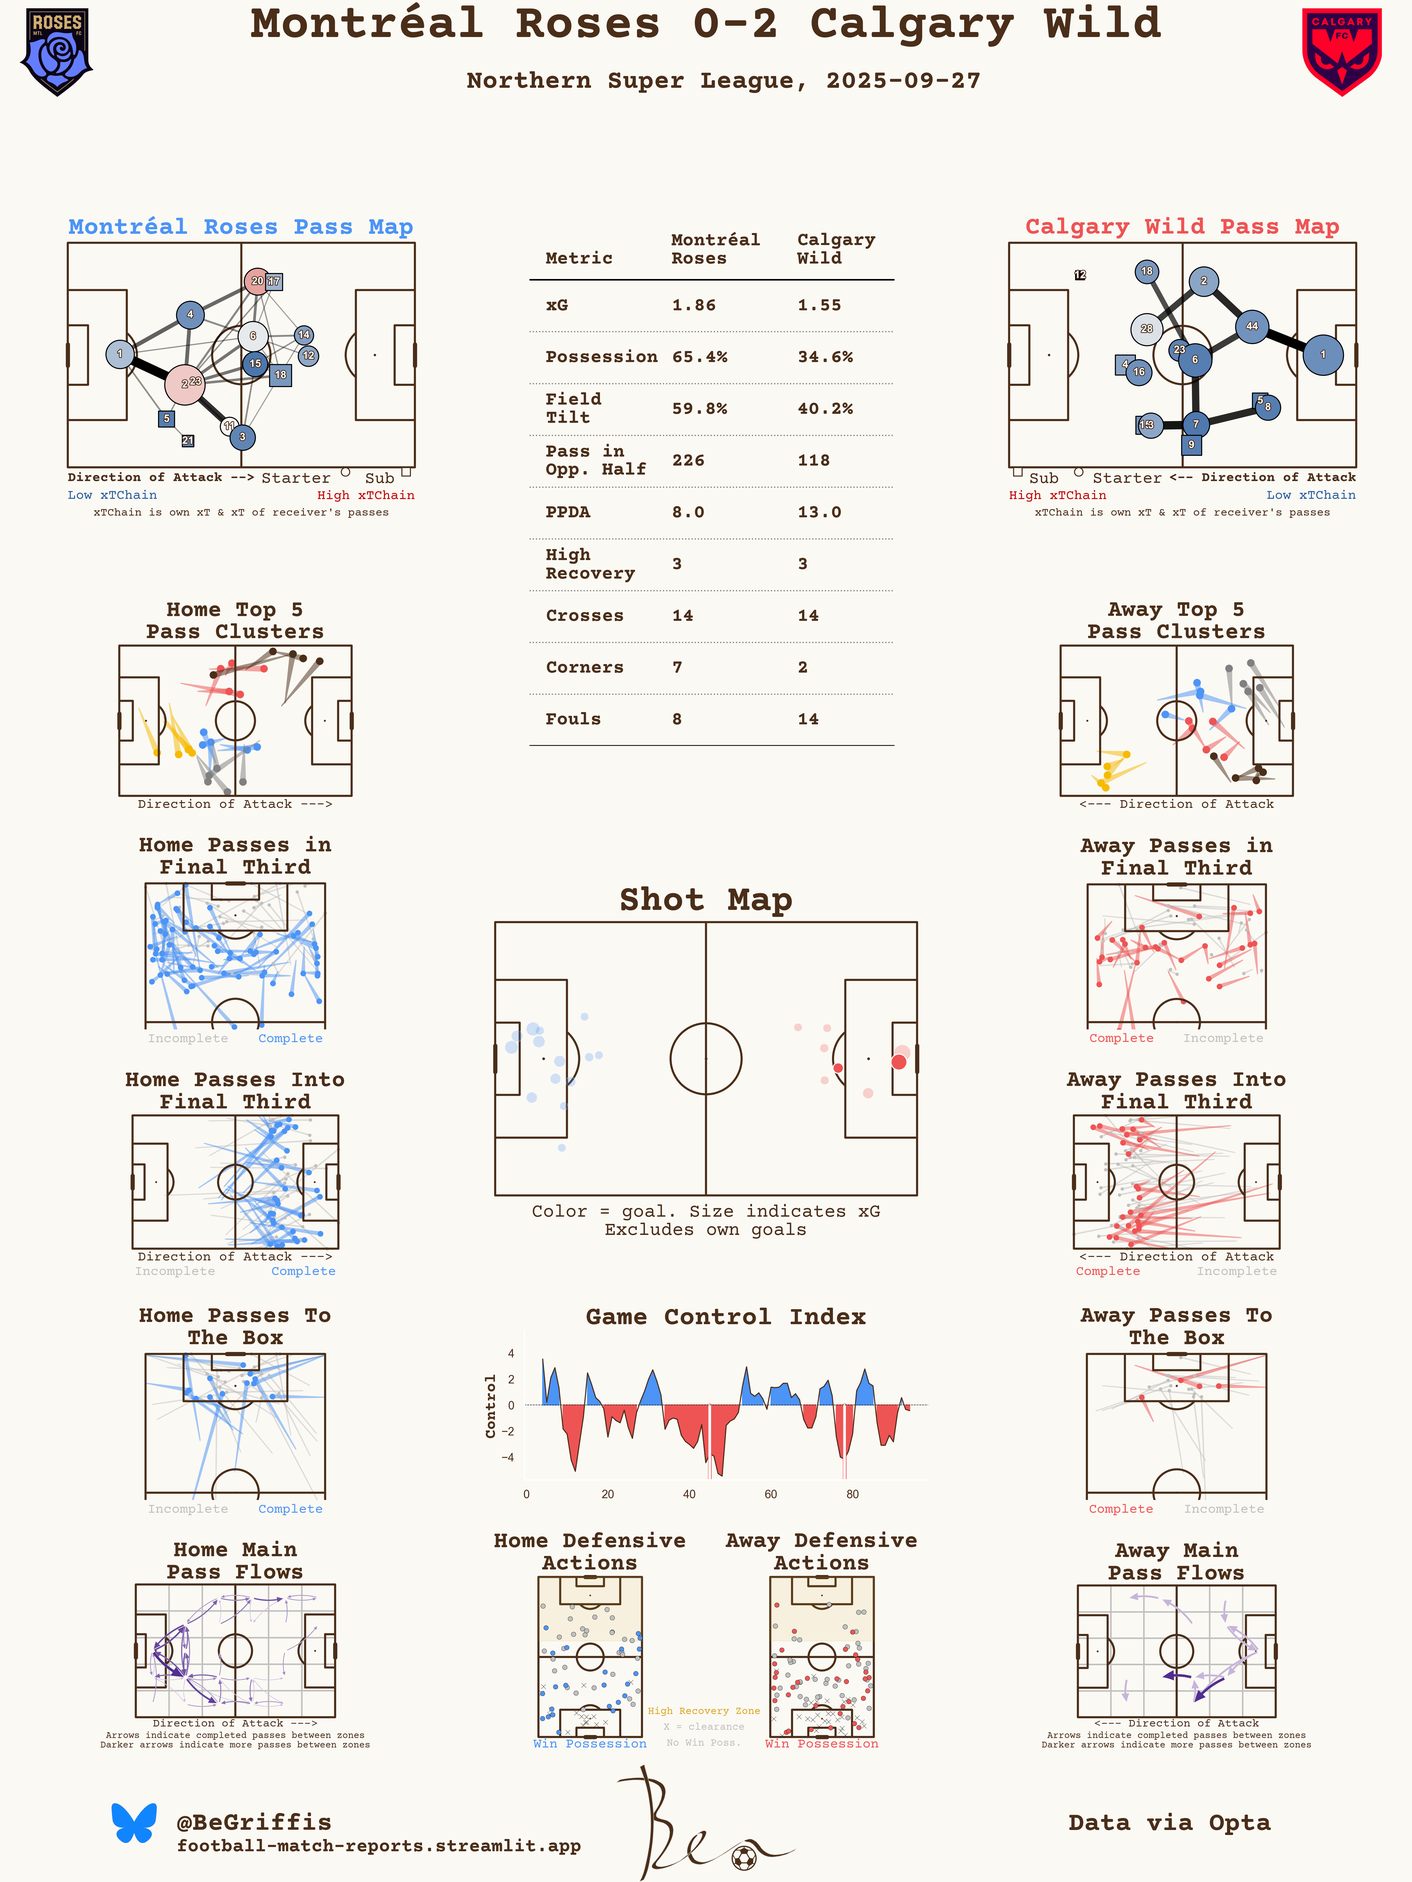 Montréal Roses 0-2 Calgary Wild
Northern Super League, 2025-09-27
ROSES
MTL FC
CALGARY
FC
Montréal Roses Pass Map
20
17
4
6
14
1
15
12
2
23
18
5
11
21
3
Direction of Attack --> Starter Sub
Low xTChain High xTChain
xTChain is own xT & xT of receiver's passes
Metric Montréal Roses Calgary Wild
xG 1.86 1.55
Possession 65.4% 34.6%
Field Tilt 59.8% 40.2%
Pass in Opp. Half 226 118
PPDA 8.0 13.0
High Recovery 3 3
Crosses 14 14
Corners 7 2
Fouls 8 14
Calgary Wild Pass Map
12
18
2
28
44
23
1
4
6
16
5
8
7
9
Sub Starter <-- Direction of Attack
High xTChain Low xTChain
xTChain is own xT & xT of receiver's passes
Home Top 5
Pass Clusters
Direction of Attack --->
Away Top 5
Pass Clusters
<--- Direction of Attack
Home Passes in
Final Third
Incomplete Complete
Away Passes in
Final Third
Complete Incomplete
Shot Map
Color = goal. Size indicates xG
Excludes own goals
Home Passes Into
Final Third
Direction of Attack --->
Incomplete Complete
Away Passes Into
Final Third
<--- Direction of Attack
Complete Incomplete
Home Passes To
The Box
Incomplete Complete
Game Control Index
Control
4
2
0
−2
−4
0 20 40 60 80
Away Passes To
The Box
Complete Incomplete
Home Main
Pass Flows
Direction of Attack --->
Arrows indicate completed passes between zones
Darker arrows indicate more passes between zones
Home Defensive
Actions
Win Possession
High Recovery Zone
X = clearance
No Win Poss.
Away Defensive
Actions
Win Possession
Away Main
Pass Flows
<--- Direction of Attack
Arrows indicate completed passes between zones
Darker arrows indicate more passes between zones
@BeGriffis
football-match-reports.streamlit.app
Ben
Data via Opta